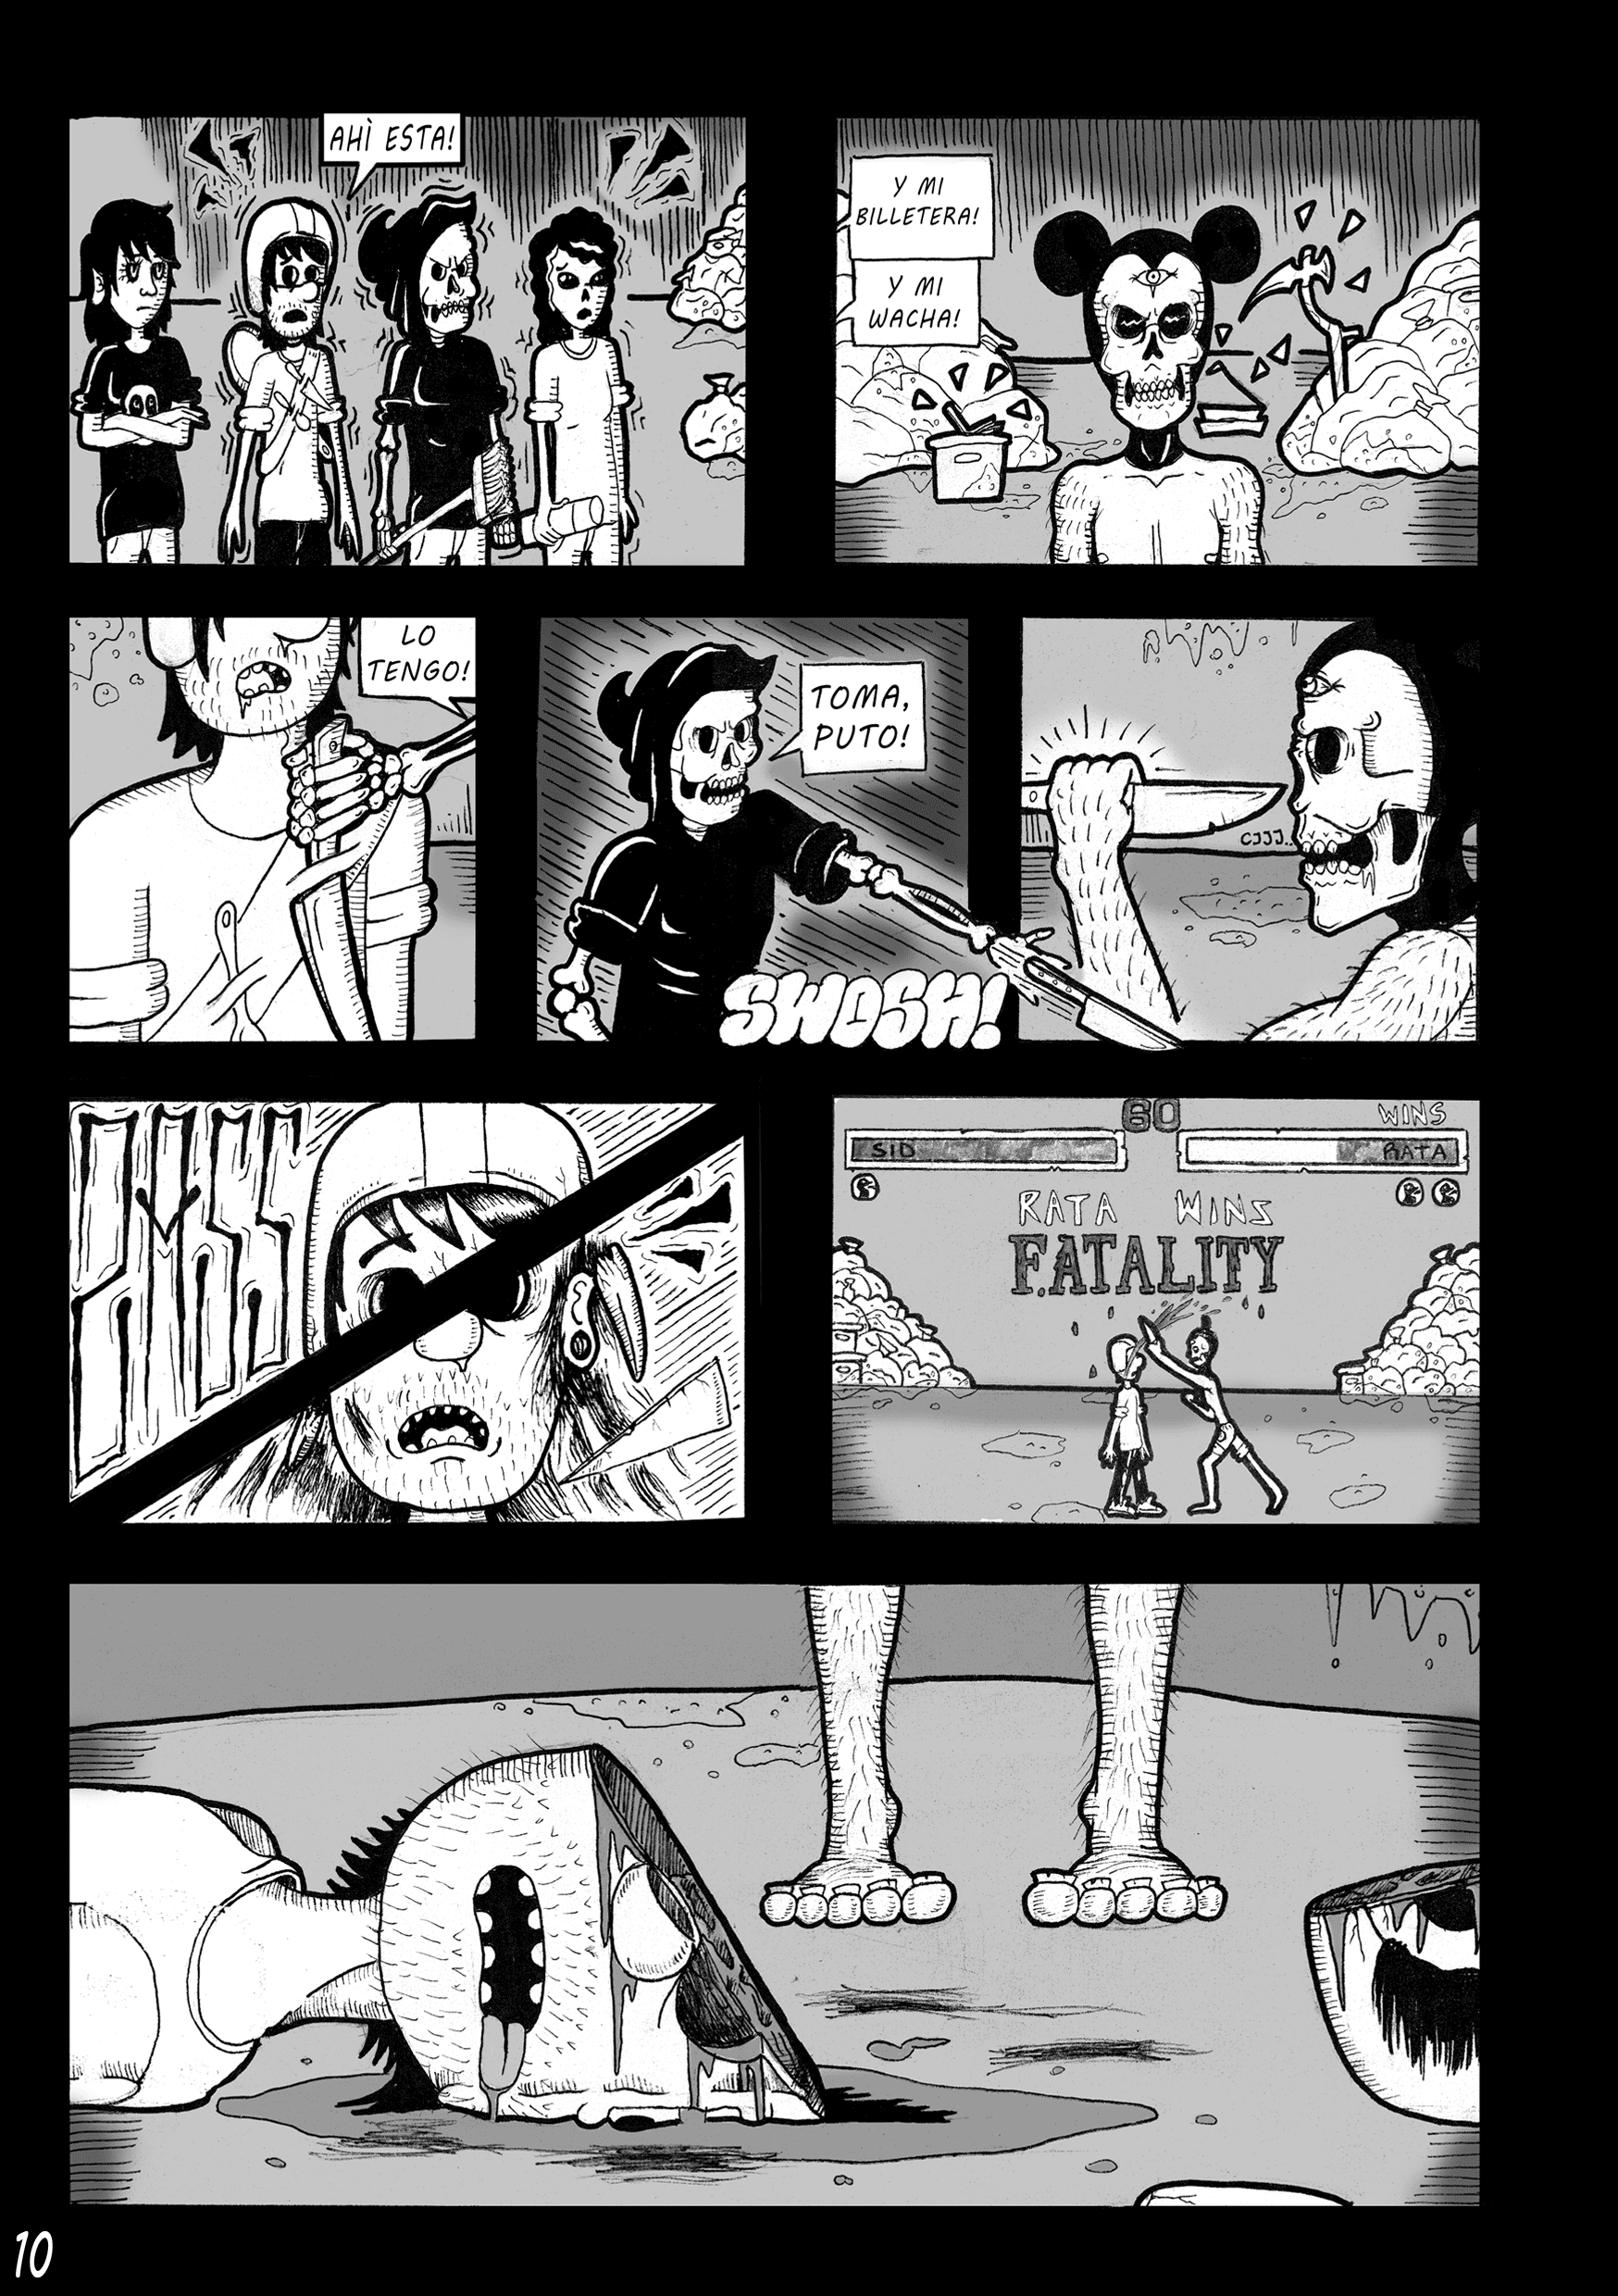 AHÌ ESTA!
Y MI
BILLETERA!
Y MI
WACHA!
LO
TENGO!
TOMA,
PUTO!
SWOSH!
CJJJ...
60
WINS
SID
RATA
RATA WINS
FATALITY
10